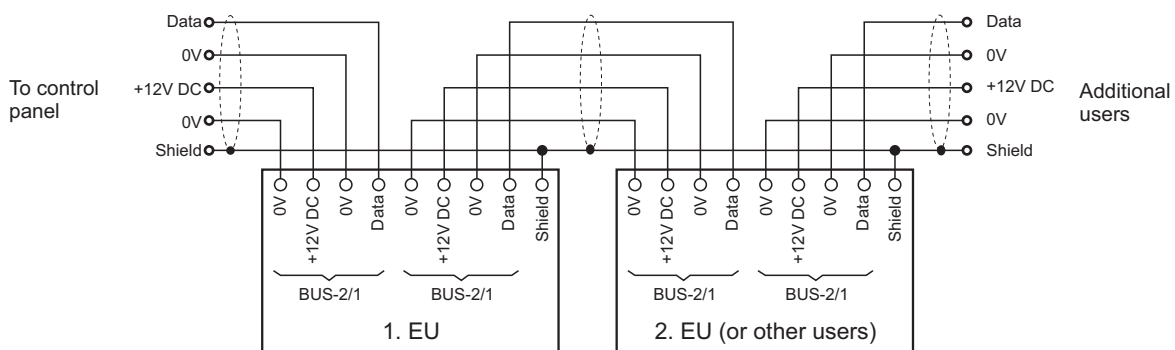 Data
0V
To control
panel
+12V DC
0V
Shield
Data
0V
+12V DC
Additional
users
0V
Shield
0V
+12V DC
0V
Data
0V
+12V DC
0V
Data
Shield
BUS-2/1
BUS-2/1
1. EU
0V
+12V DC
0V
Data
0V
+12V DC
0V
Data
Shield
BUS-2/1
BUS-2/1
2. EU (or other users)